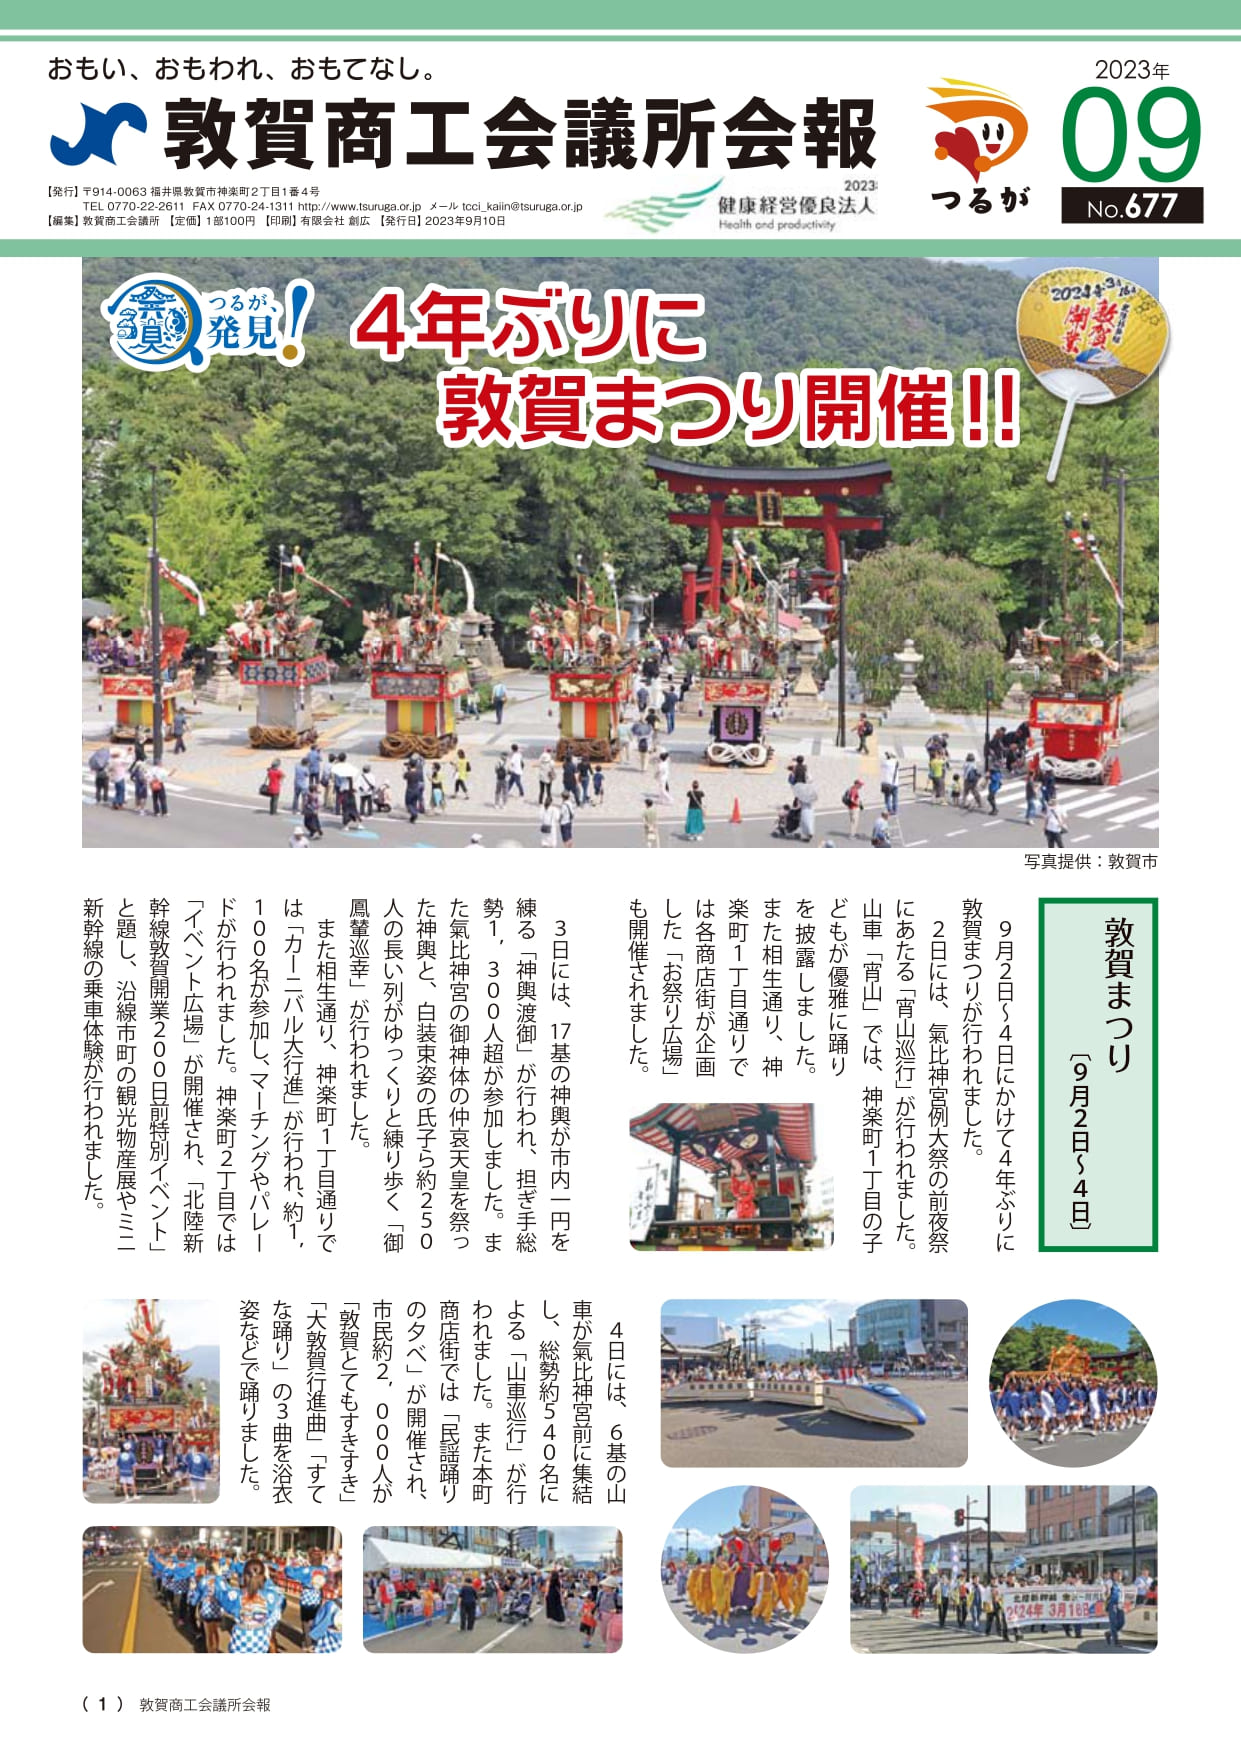 おもい、おもわれ、おもてなし。
敦賀商工会議所会報
【発行】〒914-0063 福井県敦賀市神楽町2丁目1番4号
TEL 0770-22-2611 FAX 0770-24-1311 http://www.tsuruga.or.jp メール tcci_kaiin@tsuruga.or.jp
【編集】敦賀商工会議所 【定価】1部100円 【印刷】有限会社 創広 【発行日】2023年9月10日
2023
健康経営優良法人
Health and productivity
つるが
2023年
09
No.677
つるが、
発見!
4年ぶりに
敦賀まつり開催!!
2024年3月16日
敦賀
開業
写真提供：敦賀市
敦賀まつり
〔9月2日〜4日〕
9月2日〜4日にかけて4年ぶりに
敦賀まつりが行われました。
2日には、氣比神宮例大祭の前夜祭
にあたる「宵山巡行」が行われました。
山車「宵山」では、神楽町1丁目の子
どもが優雅に踊り
を披露しました。
また相生通り、神
楽町1丁目通りで
は各商店街が企画
した「お祭り広場」
も開催されました。
3日には、17基の神輿が市内一円を
練る「神輿渡御」が行われ、担ぎ手総
勢1,300人超が参加しました。ま
た氣比神宮の御神体の仲哀天皇を祭っ
た神輿と、白装束姿の氏子ら約250
人の長い列がゆっくりと練り歩く「御
鳳輦巡幸」が行われました。
また相生通り、神楽町1丁目通りで
は「カーニバル大行進」が行われ、約1,
100名が参加し、マーチングやパレー
ドが行われました。神楽町2丁目では
「イベント広場」が開催され、「北陸新
幹線敦賀開業200日前特別イベント」
と題し、沿線市町の観光物産展やミニ
新幹線の乗車体験が行われました。
4日には、6基の山
車が氣比神宮前に集結
し、総勢約540名に
よる「山車巡行」が行
われました。また本町
商店街では「民謡踊り
の夕べ」が開催され、
市民約2,000人が
「敦賀とてもすきすき」
「大敦賀行進曲」「すて
な踊り」の3曲を浴衣
姿などで踊りました。
2024年 3月16日
(1) 敦賀商工会議所会報